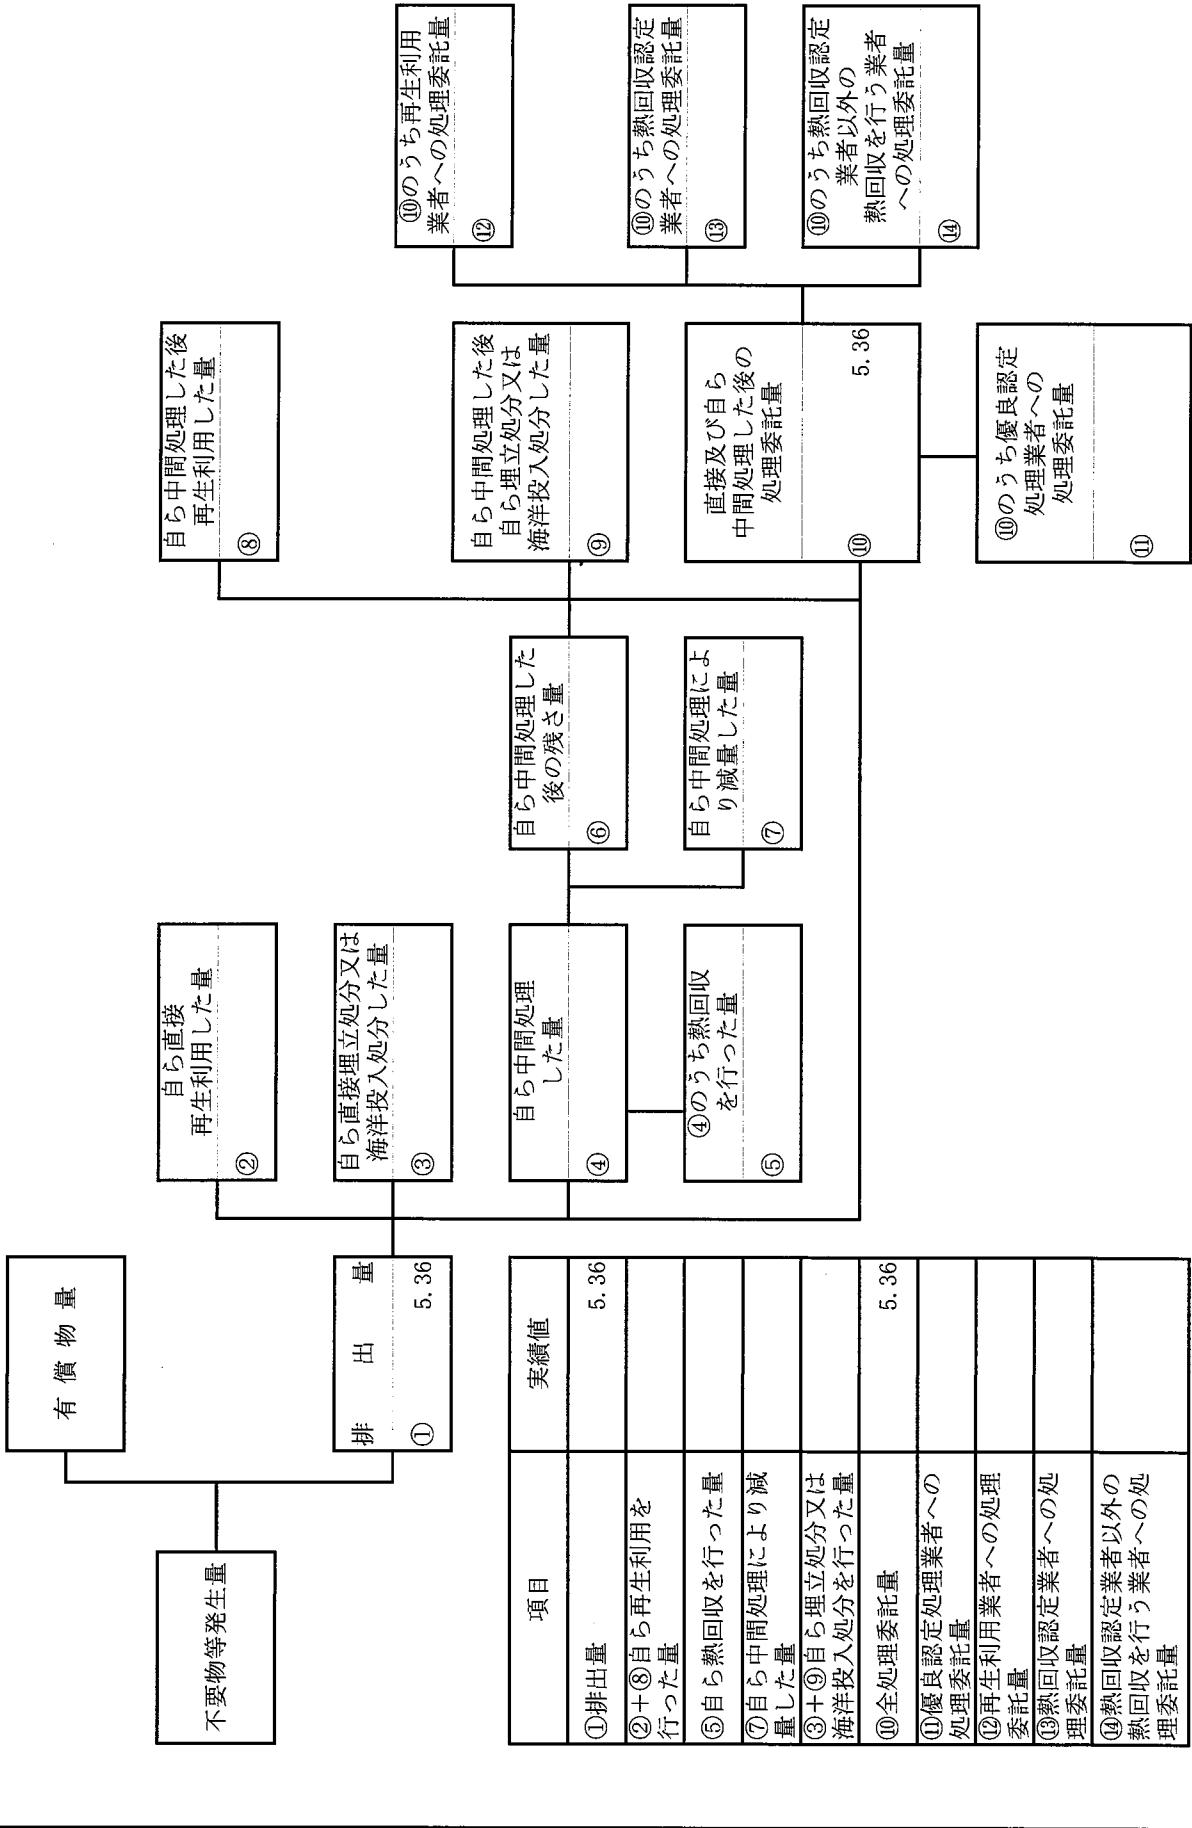 有償物量
不要物等発生量
排出量
① 5.36
自ら直接
再生利用した量
②
自ら直接埋立処分又は
海洋投入処分した量
③
自ら中間処理
した量
④
④のうち熱回収
を行った量
⑤
自ら中間処理した
後の残さ量
⑥
自ら中間処理によ
り減量した量
⑦
自ら中間処理した後
再生利用した量
⑧
自ら中間処理した後
自ら埋立処分又は
海洋投入処分した量
⑨
直接及び自ら
中間処理した後の
処理委託量
⑩ 5.36
⑩のうち優良認定
処理業者への
処理委託量
⑪
⑩のうち再生利用
業者への処理委託量
⑫
⑩のうち熱回収認定
業者への処理委託量
⑬
⑩のうち熱回収認定
業者以外の
熱回収を行う業者
への処理委託量
⑭
項目 実績値
①排出量 5.36
②+⑧自ら再生利用を
行った量
⑤自ら熱回収を行った量
⑦自ら中間処理により減
量した量
③+⑨自ら埋立処分又は
海洋投入処分を行った量
⑩全処理委託量 5.36
⑪優良認定処理業者への
処理委託量
⑫再生利用業者への処理
委託量
⑬熱回収認定業者への処
理委託量
⑭熱回収認定業者以外の
熱回収を行う業者への処
理委託量